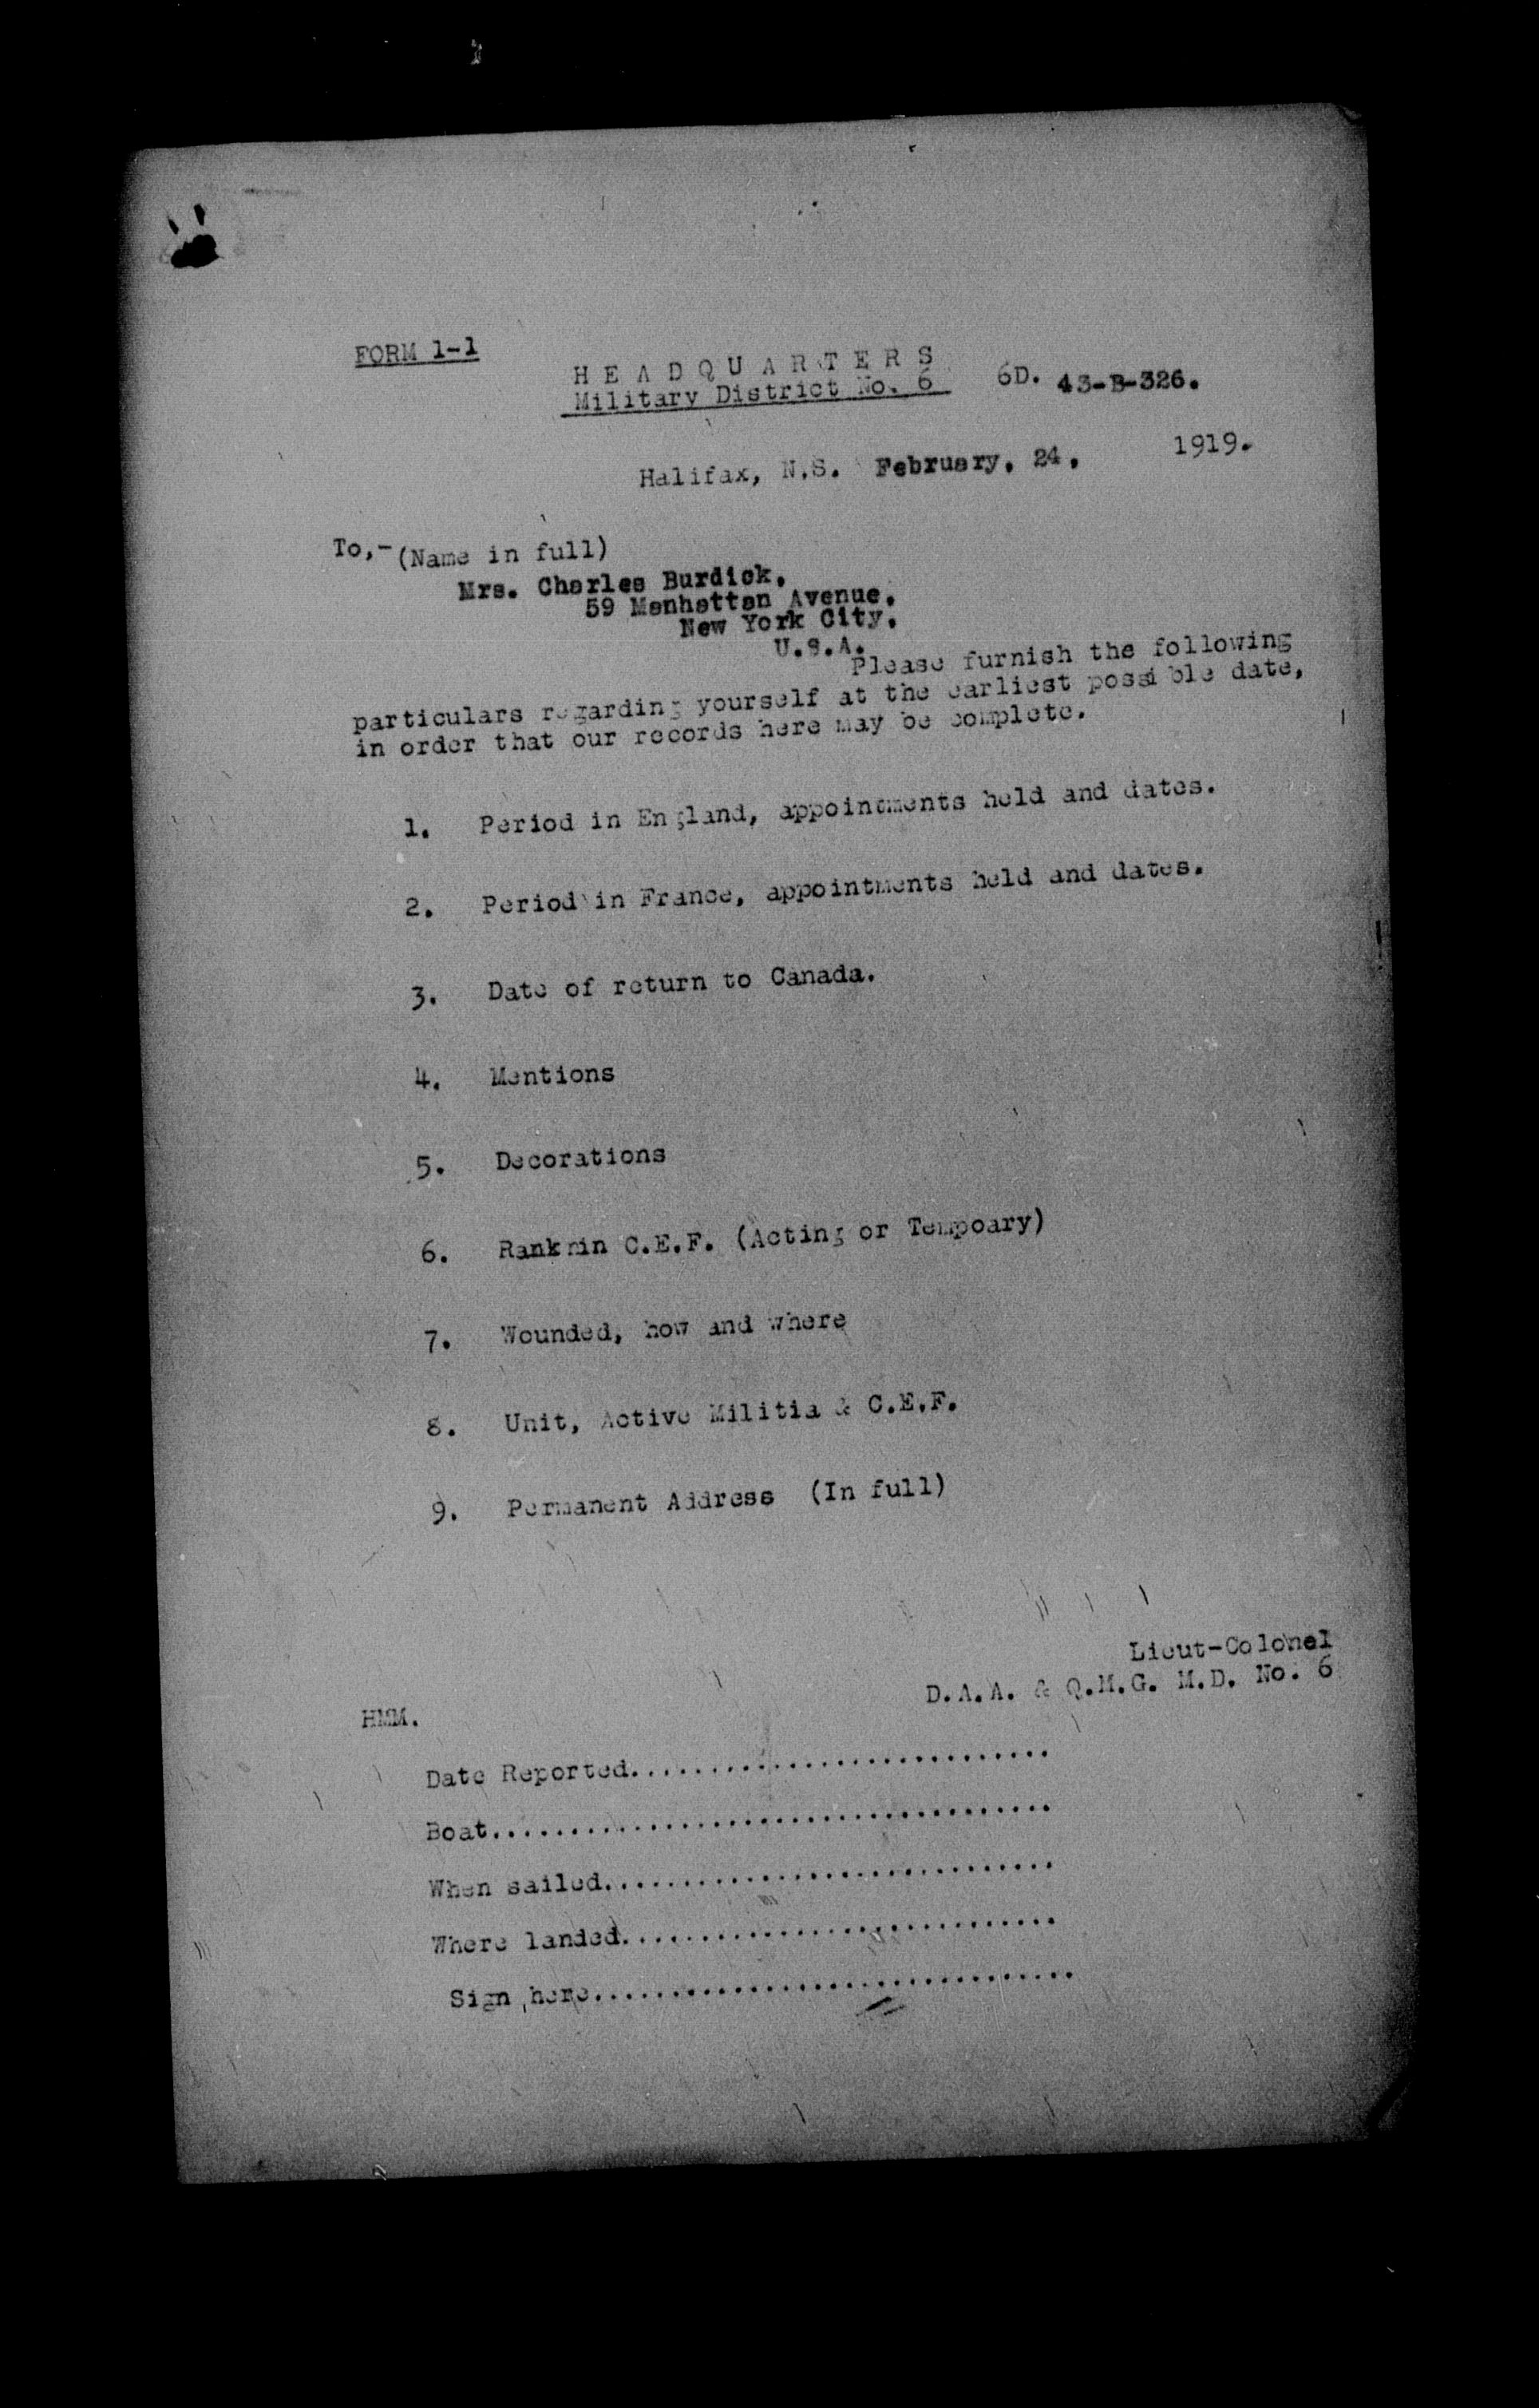 FORM 1-1
HEADQUARTERS
Military District No. 6 6D. 43-B-326.
Halifax, N.S. February, 24, 1919.
To,- (Name in full)
Mrs. Charles Burdick,
59 Manhattan Avenue,
New York City,
U.S.A.
Please furnish the following
particulars regarding yourself at the earliest possible date,
in order that our records here may be complete.
1. Period in England, appointments held and dates.
2. Period in France, appointments held and dates.
3. Date of return to Canada.
4. Mentions
5. Decorations
6. Rank in C.E.F. (Acting or Tempoary)
7. Wounded, how and where
8. Unit, Active Militia & C.E.F.
9. Permanent Address (In full)
Lieut-Colonel
D.A.A. & Q.M.G. M.D. No. 6
HMM.
Date Reported...........................
Boat....................................
When sailed.............................
Where landed............................
Sign here...............................